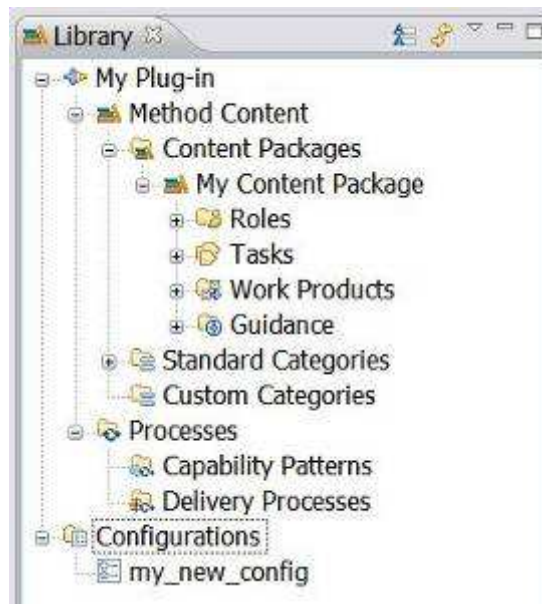 Library
My Plug-in
Method Content
Content Packages
My Content Package
Roles
Tasks
Work Products
Guidance
Standard Categories
Custom Categories
Processes
Capability Patterns
Delivery Processes
Configurations
my_new_config